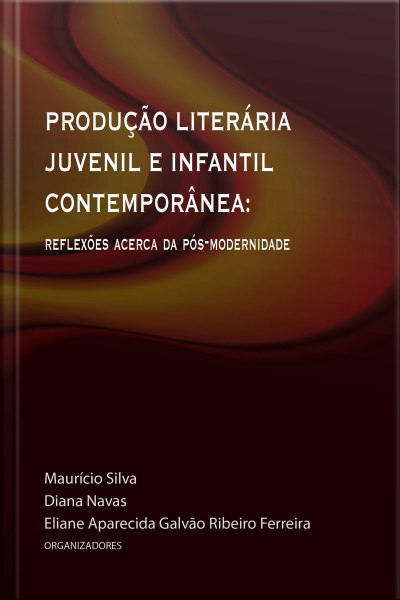 PRODUÇÃO LITERÁRIA
JUVENIL E INFANTIL
CONTEMPORÂNEA:
REFLEXÕES ACERCA DA PÓS-MODERNIDADE
Maurício Silva
Diana Navas
Eliane Aparecida Galvão Ribeiro Ferreira
ORGANIZADORES